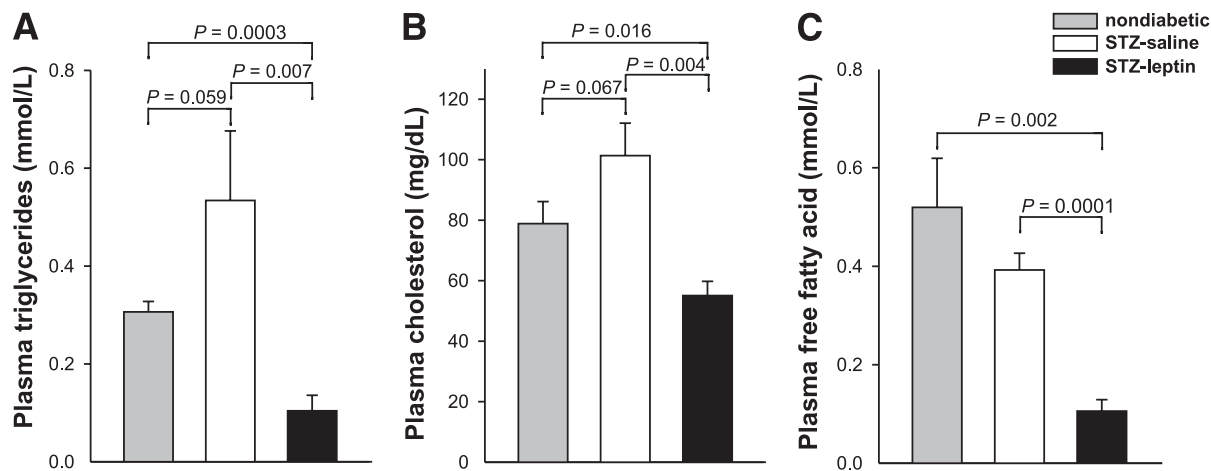 A
Plasma triglycerides (mmol/L)
0.8
0.6
0.4
0.2
0.0
P = 0.0003
P = 0.007
P = 0.059
B
Plasma cholesterol (mg/dL)
120
100
80
60
40
20
0
P = 0.016
P = 0.004
P = 0.067
C
Plasma free fatty acid (mmol/L)
0.8
0.6
0.4
0.2
0.0
P = 0.002
P = 0.0001
nondiabetic
STZ-saline
STZ-leptin